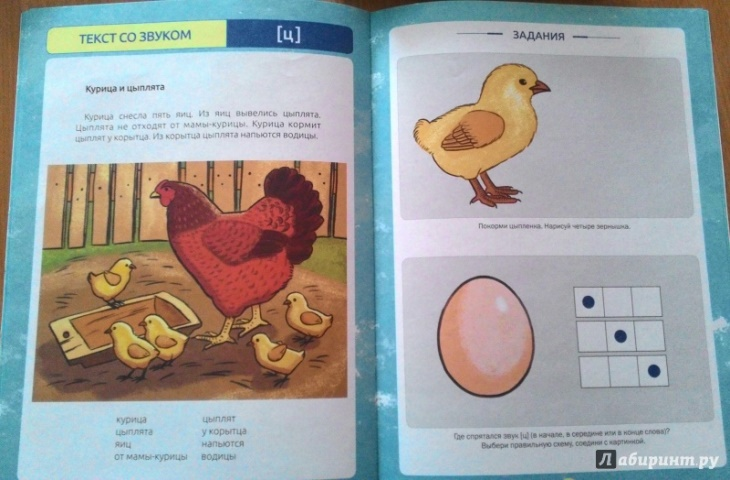 ТЕКСТ СО ЗВУКОМ [ц]
Курица и цыплята
Курица снесла пять яиц. Из яиц вывелись цыплята.
Цыплята не отходят от мамы-курицы. Курица кормит
цыплят у корытца. Из корытца цыплята напьются водицы.
курица цыплят
цыплята у корытца
яиц напьются
от мамы-курицы водицы
ЗАДАНИЯ
Покорми цыпленка. Нарисуй четыре зернышка.
Где спрятался звук [ц] (в начале, в середине или в конце слова)?
Выбери правильную схему, соедини с картинкой.
Лабиринт.ру